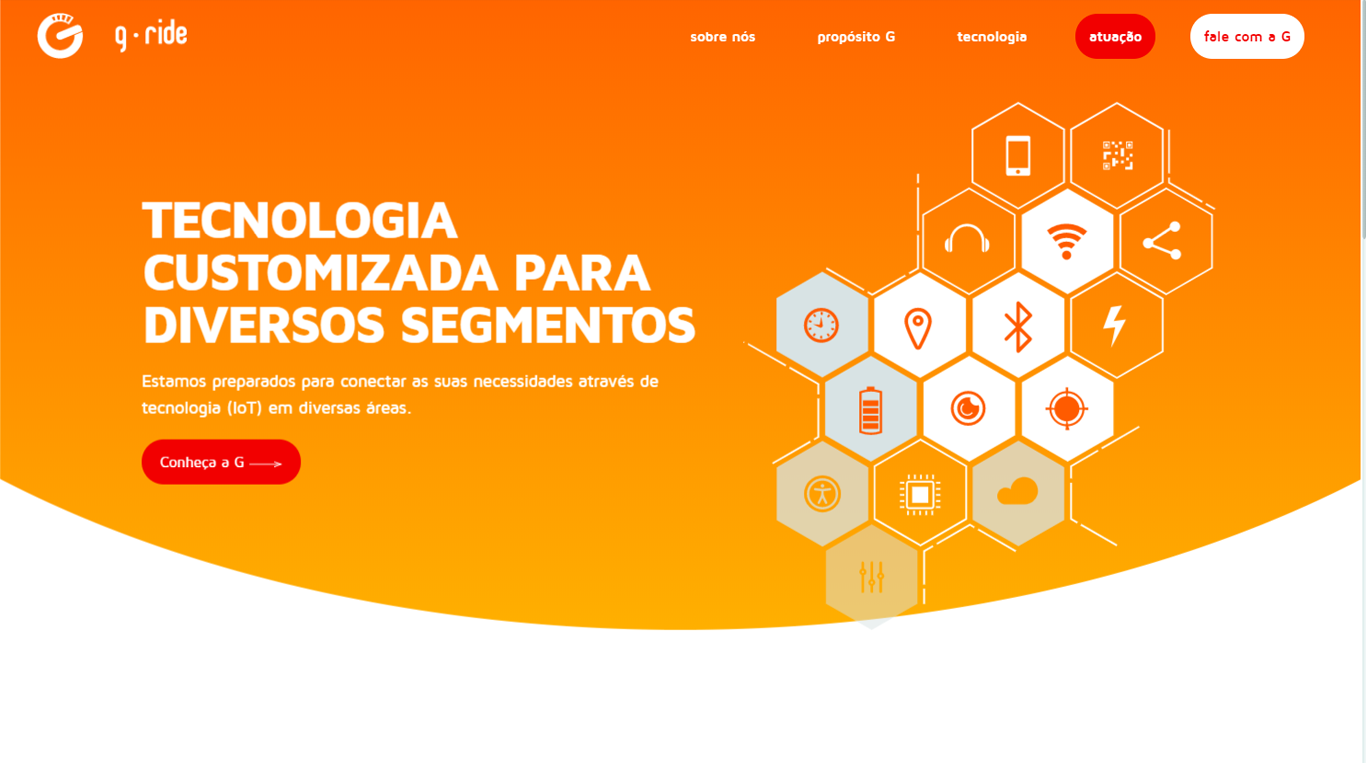 g·ride
sobre nós
propósito G
tecnologia
atuação
fale com a G
TECNOLOGIA
CUSTOMIZADA PARA
DIVERSOS SEGMENTOS
Estamos preparados para conectar as suas necessidades através de
tecnologia (IoT) em diversas áreas.
Conheça a G